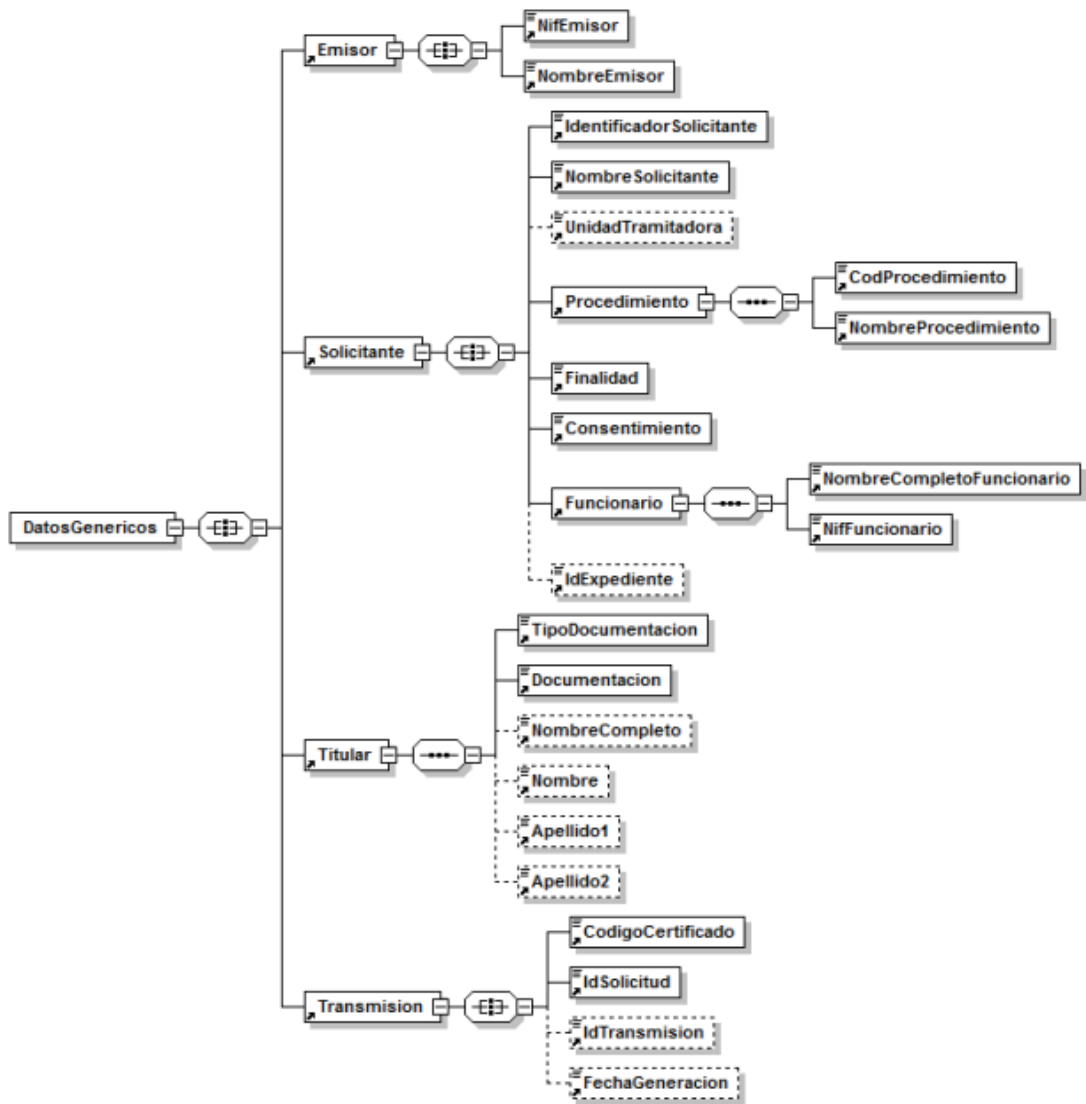 Emisor
NifEmisor
NombreEmisor
IdentificadorSolicitante
NombreSolicitante
UnidadTramitadora
Procedimiento
CodProcedimiento
NombreProcedimiento
Solicitante
Finalidad
Consentimiento
Funcionario
NombreCompletoFuncionario
NifFuncionario
DatosGenericos
IdExpediente
TipoDocumentacion
Documentacion
NombreCompleto
Titular
Nombre
Apellido1
Apellido2
CodigoCertificado
IdSolicitud
Transmision
IdTransmision
FechaGeneracion